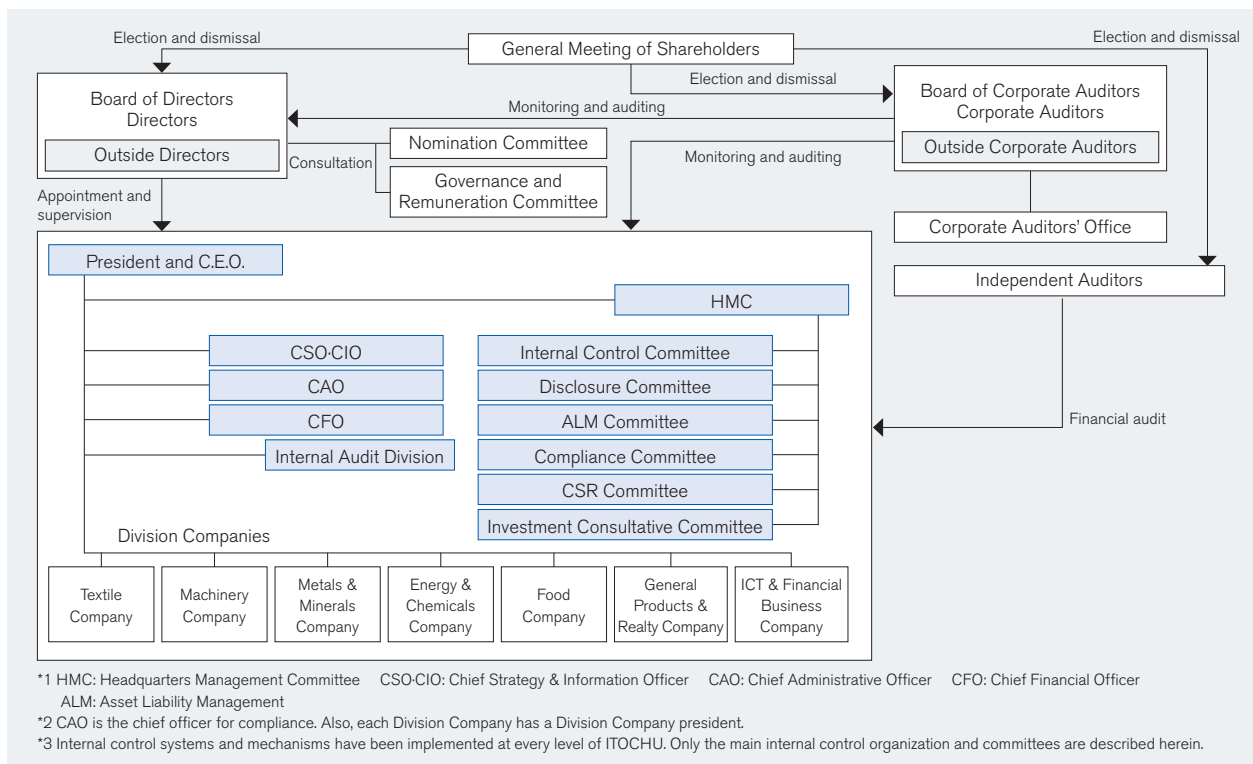 Election and dismissal
General Meeting of Shareholders
Election and dismissal
Election and dismissal
Board of Directors
Directors
Outside Directors
Monitoring and auditing
Board of Corporate Auditors
Corporate Auditors
Outside Corporate Auditors
Consultation
Nomination Committee
Governance and
Remuneration Committee
Monitoring and auditing
Appointment and
supervision
Corporate Auditors' Office
Independent Auditors
President and C.E.O.
HMC
CSO·CIO
CAO
CFO
Internal Audit Division
Internal Control Committee
Disclosure Committee
ALM Committee
Compliance Committee
CSR Committee
Investment Consultative Committee
Financial audit
Division Companies
Textile
Company
Machinery
Company
Metals &
Minerals
Company
Energy &
Chemicals
Company
Food
Company
General
Products &
Realty Company
ICT & Financial
Business
Company
*1 HMC: Headquarters Management Committee CSO·CIO: Chief Strategy & Information Officer CAO: Chief Administrative Officer CFO: Chief Financial Officer
ALM: Asset Liability Management
*2 CAO is the chief officer for compliance. Also, each Division Company has a Division Company president.
*3 Internal control systems and mechanisms have been implemented at every level of ITOCHU. Only the main internal control organization and committees are described herein.